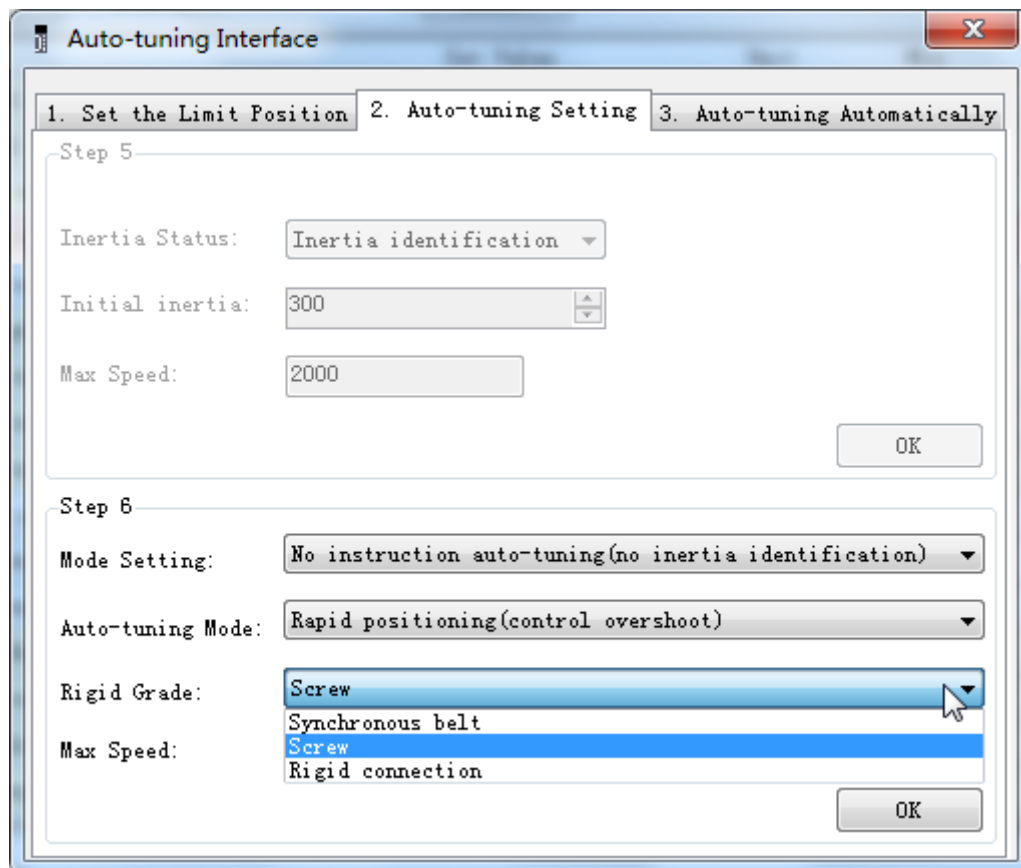 Auto-tuning Interface
1. Set the Limit Position 2. Auto-tuning Setting 3. Auto-tuning Automatically
Step 5
Inertia Status: Inertia identification
Initial inertia: 300
Max Speed: 2000
OK
Step 6
Mode Setting: No instruction auto-tuning(no inertia identification)
Auto-tuning Mode: Rapid positioning(control overshoot)
Rigid Grade: Screw
Synchronous belt
Screw
Max Speed:
Rigid connection
OK